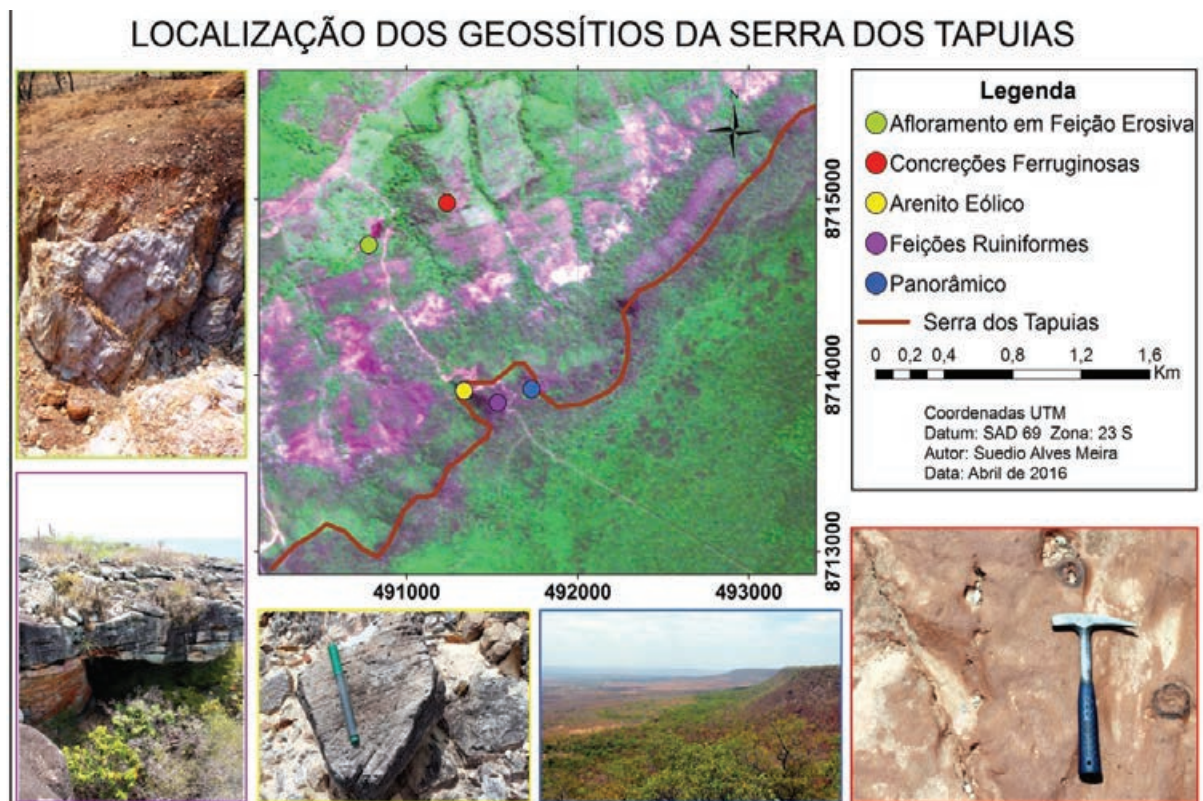 LOCALIZAÇÃO DOS GEOSSÍTIOS DA SERRA DOS TAPUIAS
N
8715000
8714000
8713000
491000 492000 493000
Legenda
Afloramento em Feição Erosiva
Concreções Ferruginosas
Arenito Eólico
Feições Ruiniformes
Panorâmico
Serra dos Tapuias
0 0,2 0,4 0,8 1,2 1,6
Km
Coordenadas UTM
Datum: SAD 69 Zona: 23 S
Autor: Suedio Alves Meira
Data: Abril de 2016